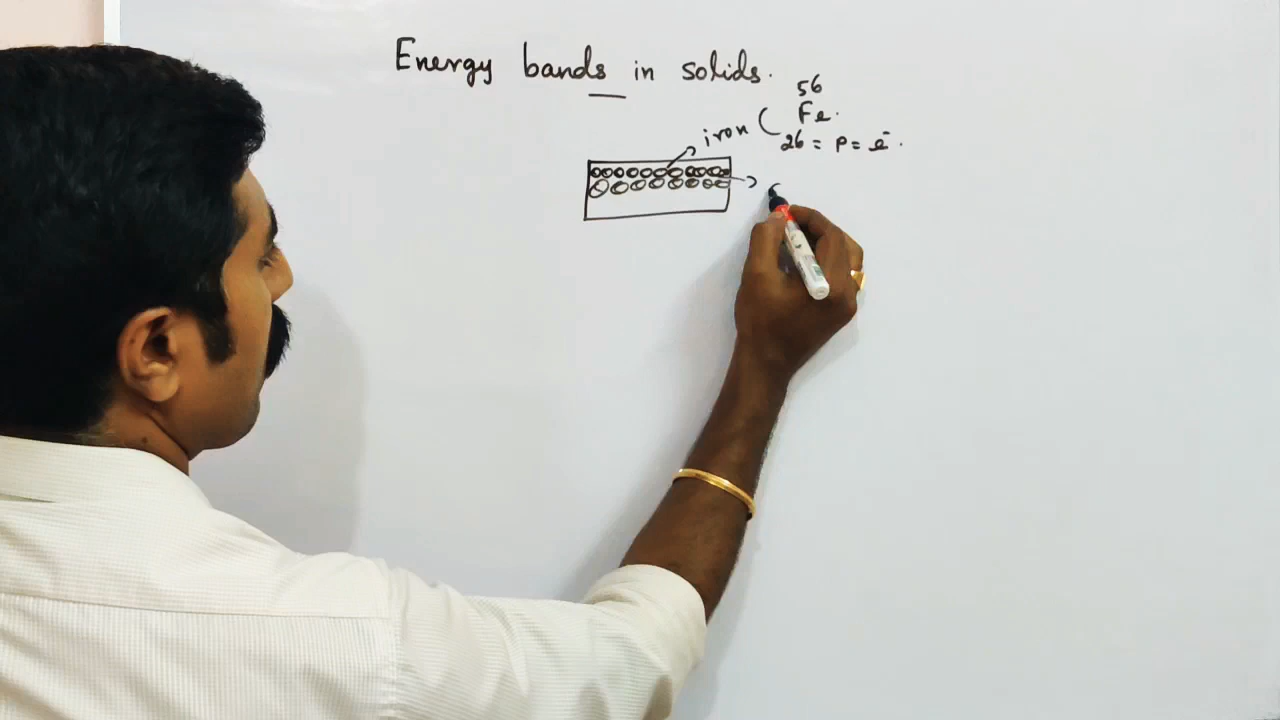 Energy bands in solids.
56
iron ( Fe.
26 = P = e⁻.